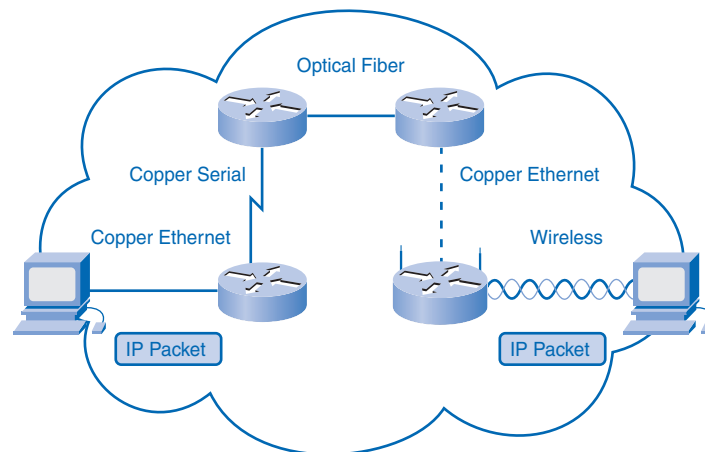 Optical Fiber
Copper Serial
Copper Ethernet
Copper Ethernet
Wireless
IP Packet
IP Packet